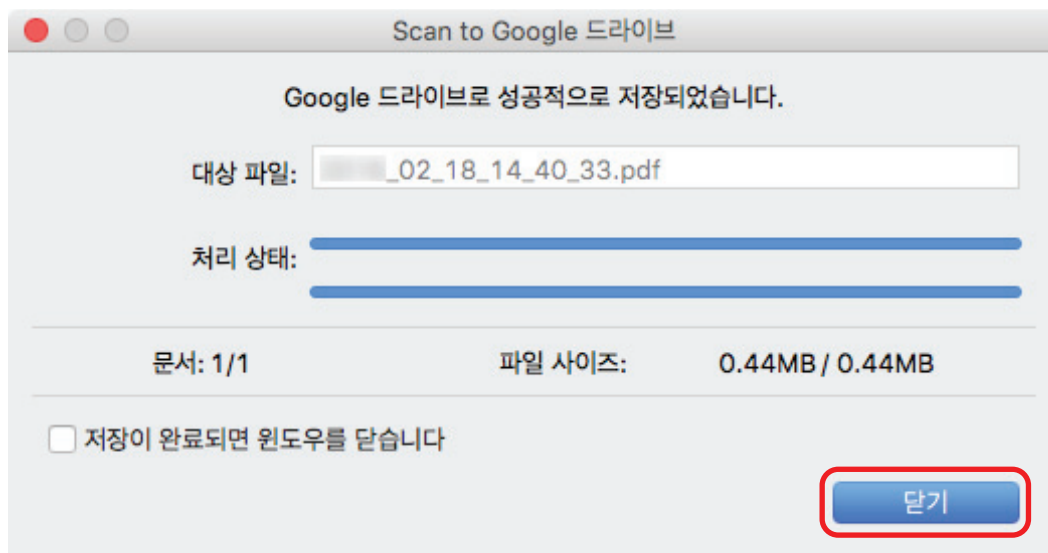 Scan to Google 드라이브
Google 드라이브로 성공적으로 저장되었습니다.
대상 파일: _02_18_14_40_33.pdf
처리 상태:
문서: 1/1 파일 사이즈: 0.44MB / 0.44MB
저장이 완료되면 윈도우를 닫습니다
닫기